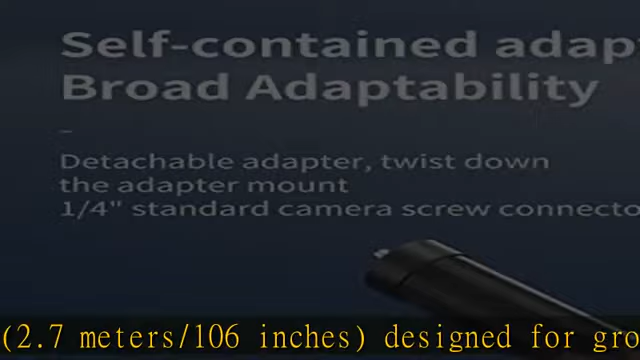 Self-contained adap
Broad Adaptability
Detachable adapter, twist down
the adapter mount
1/4" standard camera screw connecto
(2.7 meters/106 inches) designed for gro